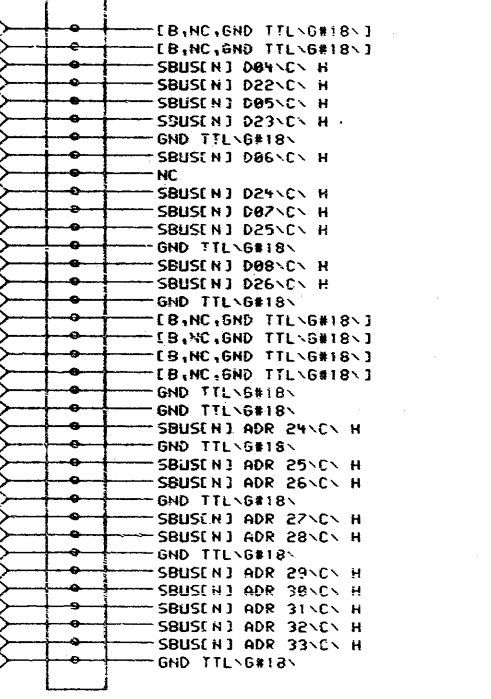 [B,NC,GND TTL\G#18\]
[B,NC,GND TTL\G#18\]
SBUS[N] D04\C\ H
SBUS[N] D22\C\ H
SBUS[N] D05\C\ H
SBUS[N] D23\C\ H
GND TTL\G#18\
SBUS[N] D06\C\ H
NC
SBUS[N] D24\C\ H
SBUS[N] D07\C\ H
SBUS[N] D25\C\ H
GND TTL\G#18\
SBUS[N] D08\C\ H
SBUS[N] D26\C\ H
GND TTL\G#18\
[B,NC,GND TTL\G#18\]
[B,NC,GND TTL\G#18\]
[B,NC,GND TTL\G#18\]
[B,NC,GND TTL\G#18\]
GND TTL\G#18\
GND TTL\G#18\
SBUS[N] ADR 24\C\ H
GND TTL\G#18\
SBUS[N] ADR 25\C\ H
SBUS[N] ADR 26\C\ H
GND TTL\G#18\
SBUS[N] ADR 27\C\ H
SBUS[N] ADR 28\C\ H
GND TTL\G#18\
SBUS[N] ADR 29\C\ H
SBUS[N] ADR 30\C\ H
SBUS[N] ADR 31\C\ H
SBUS[N] ADR 32\C\ H
SBUS[N] ADR 33\C\ H
GND TTL\G#18\